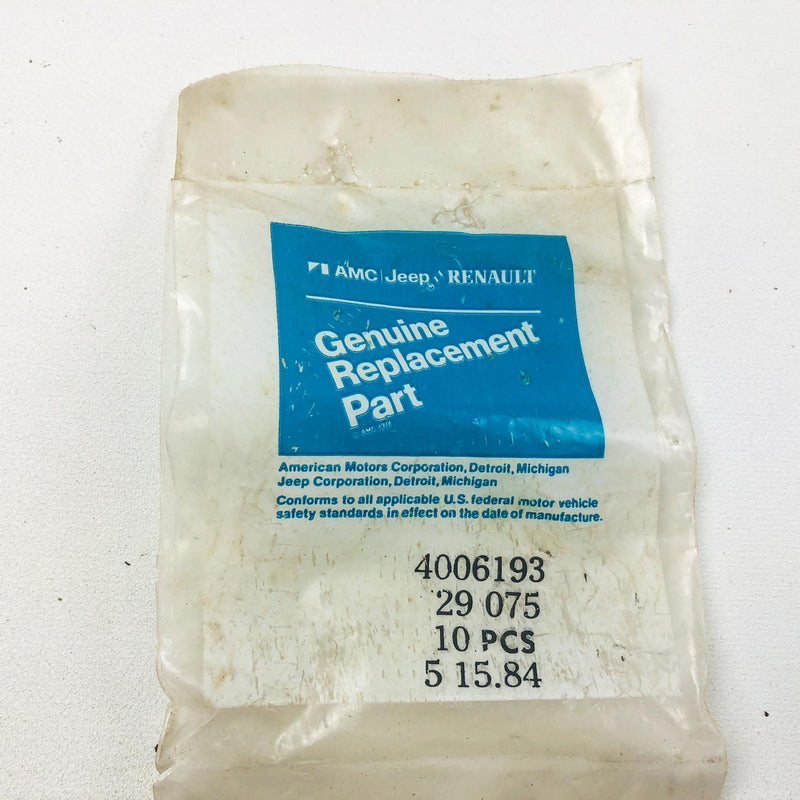 AMC Jeep RENAULT
Genuine
Replacement
Part
American Motors Corporation, Detroit, Michigan
Jeep Corporation, Detroit, Michigan
Conforms to all applicable U.S. federal motor vehicle
safety standards in effect on the date of manufacture.
4006193
29 075
10 PCS
5 15.84